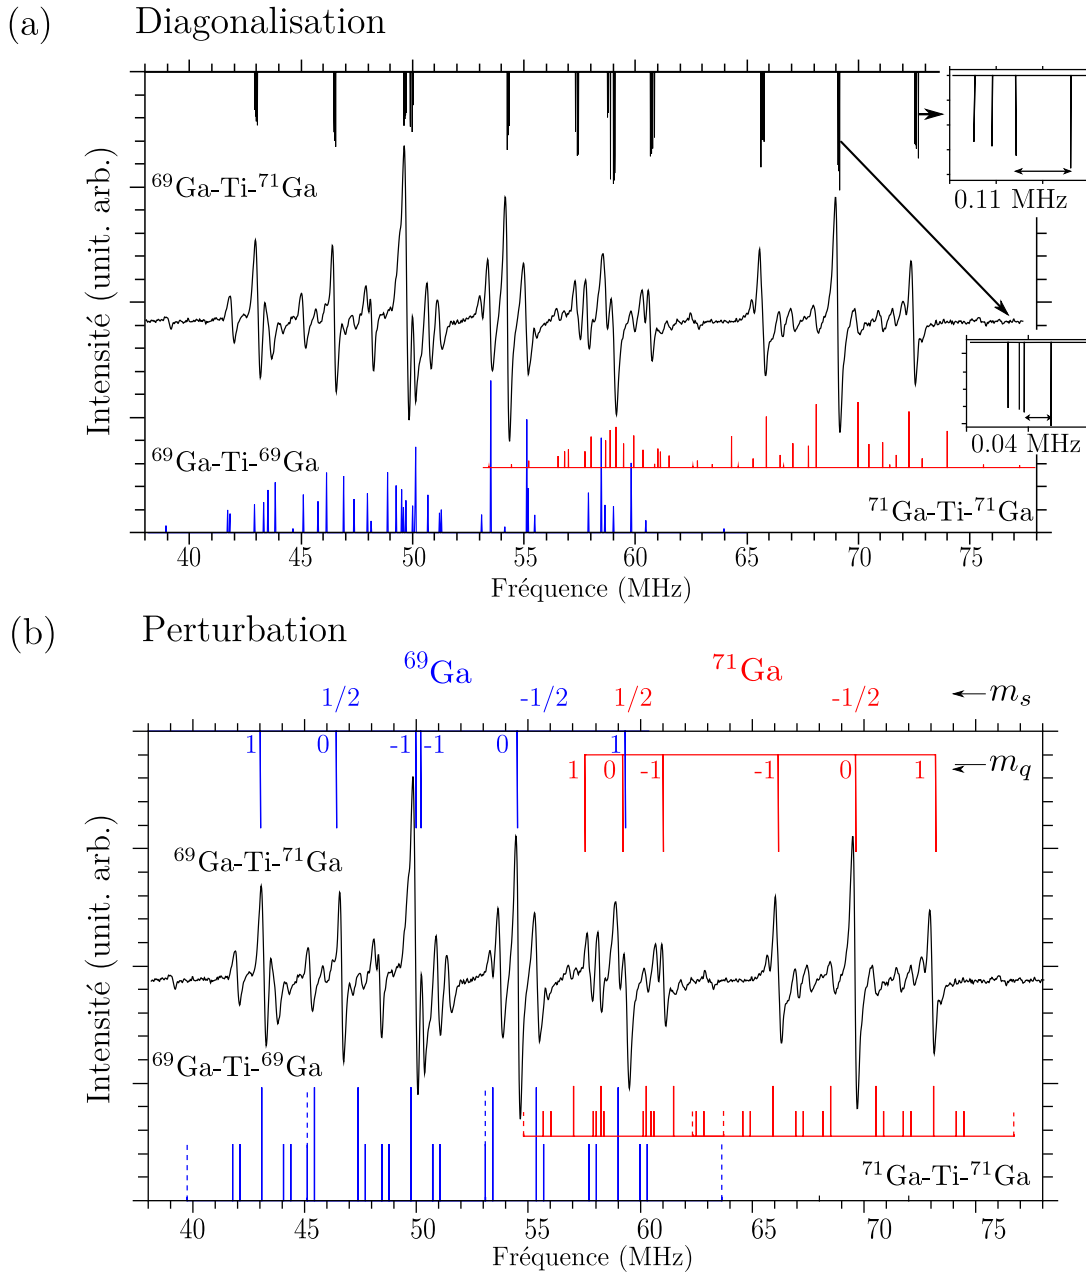 (a) Diagonalisation
Intensité (unit. arb.)
⁶⁹Ga-Ti-⁷¹Ga
0.11 MHz
0.04 MHz
⁶⁹Ga-Ti-⁶⁹Ga
⁷¹Ga-Ti-⁷¹Ga
40 45 50 55 60 65 70 75
Fréquence (MHz)
(b) Perturbation
⁶⁹Ga ⁷¹Ga
1/2 -1/2 1/2 -1/2 mₛ
1 0 -1 -1 0 1
1 0 -1 -1 0 1 m_q
Intensité (unit. arb.)
⁶⁹Ga-Ti-⁷¹Ga
⁶⁹Ga-Ti-⁶⁹Ga
⁷¹Ga-Ti-⁷¹Ga
40 45 50 55 60 65 70 75
Fréquence (MHz)